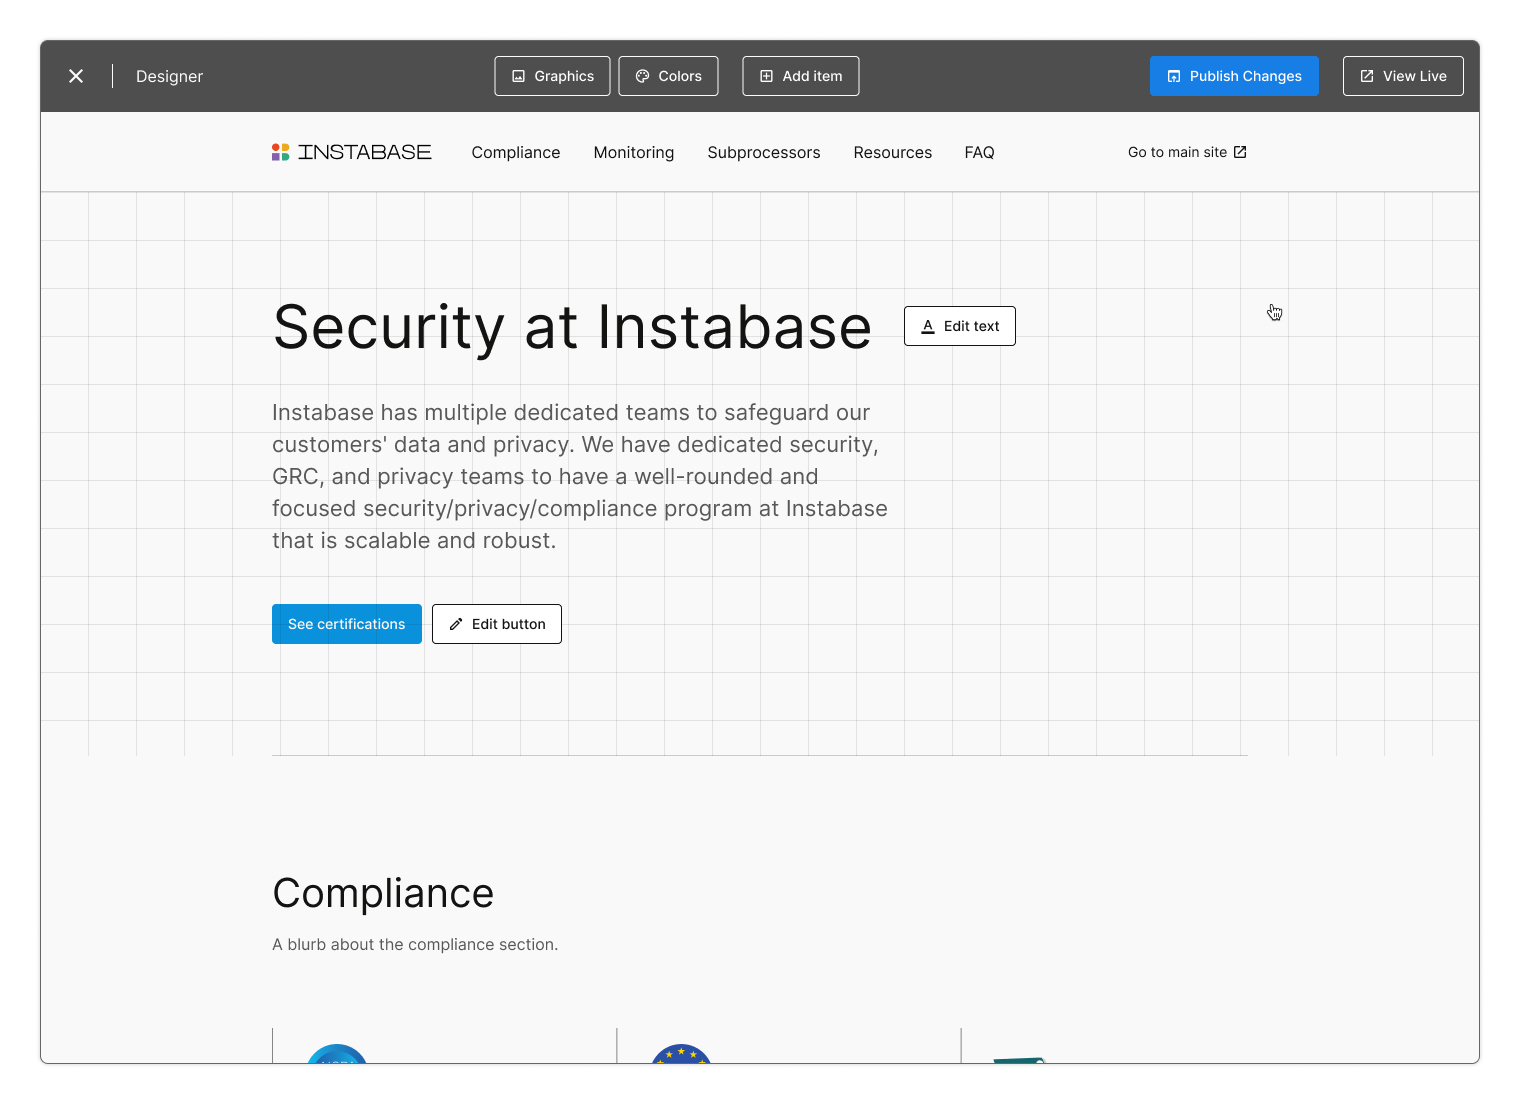 Designer
Graphics
Colors
Add item
Publish Changes
View Live
INSTABASE
Compliance
Monitoring
Subprocessors
Resources
FAQ
Go to main site
Security at Instabase
A Edit text
Instabase has multiple dedicated teams to safeguard our
customers' data and privacy. We have dedicated security,
GRC, and privacy teams to have a well-rounded and
focused security/privacy/compliance program at Instabase
that is scalable and robust.
See certifications
Edit button
Compliance
A blurb about the compliance section.